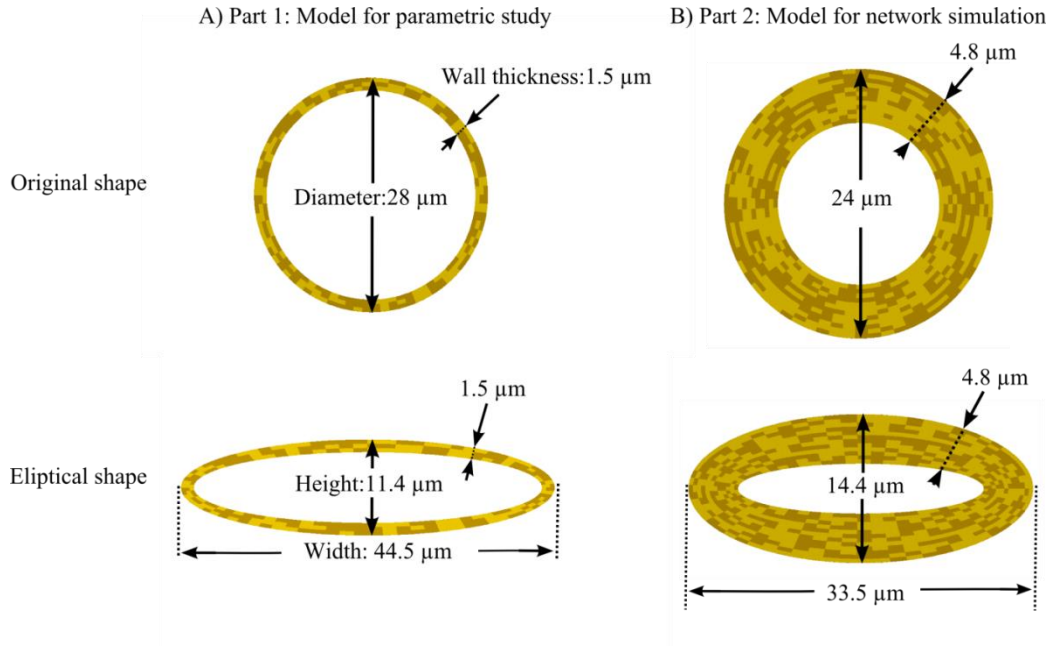 A) Part 1: Model for parametric study
B) Part 2: Model for network simulation
Wall thickness:1.5 µm
4.8 µm
Original shape
Diameter:28 µm
24 µm
1.5 µm
4.8 µm
Eliptical shape
Height:11.4 µm
14.4 µm
Width: 44.5 µm
33.5 µm